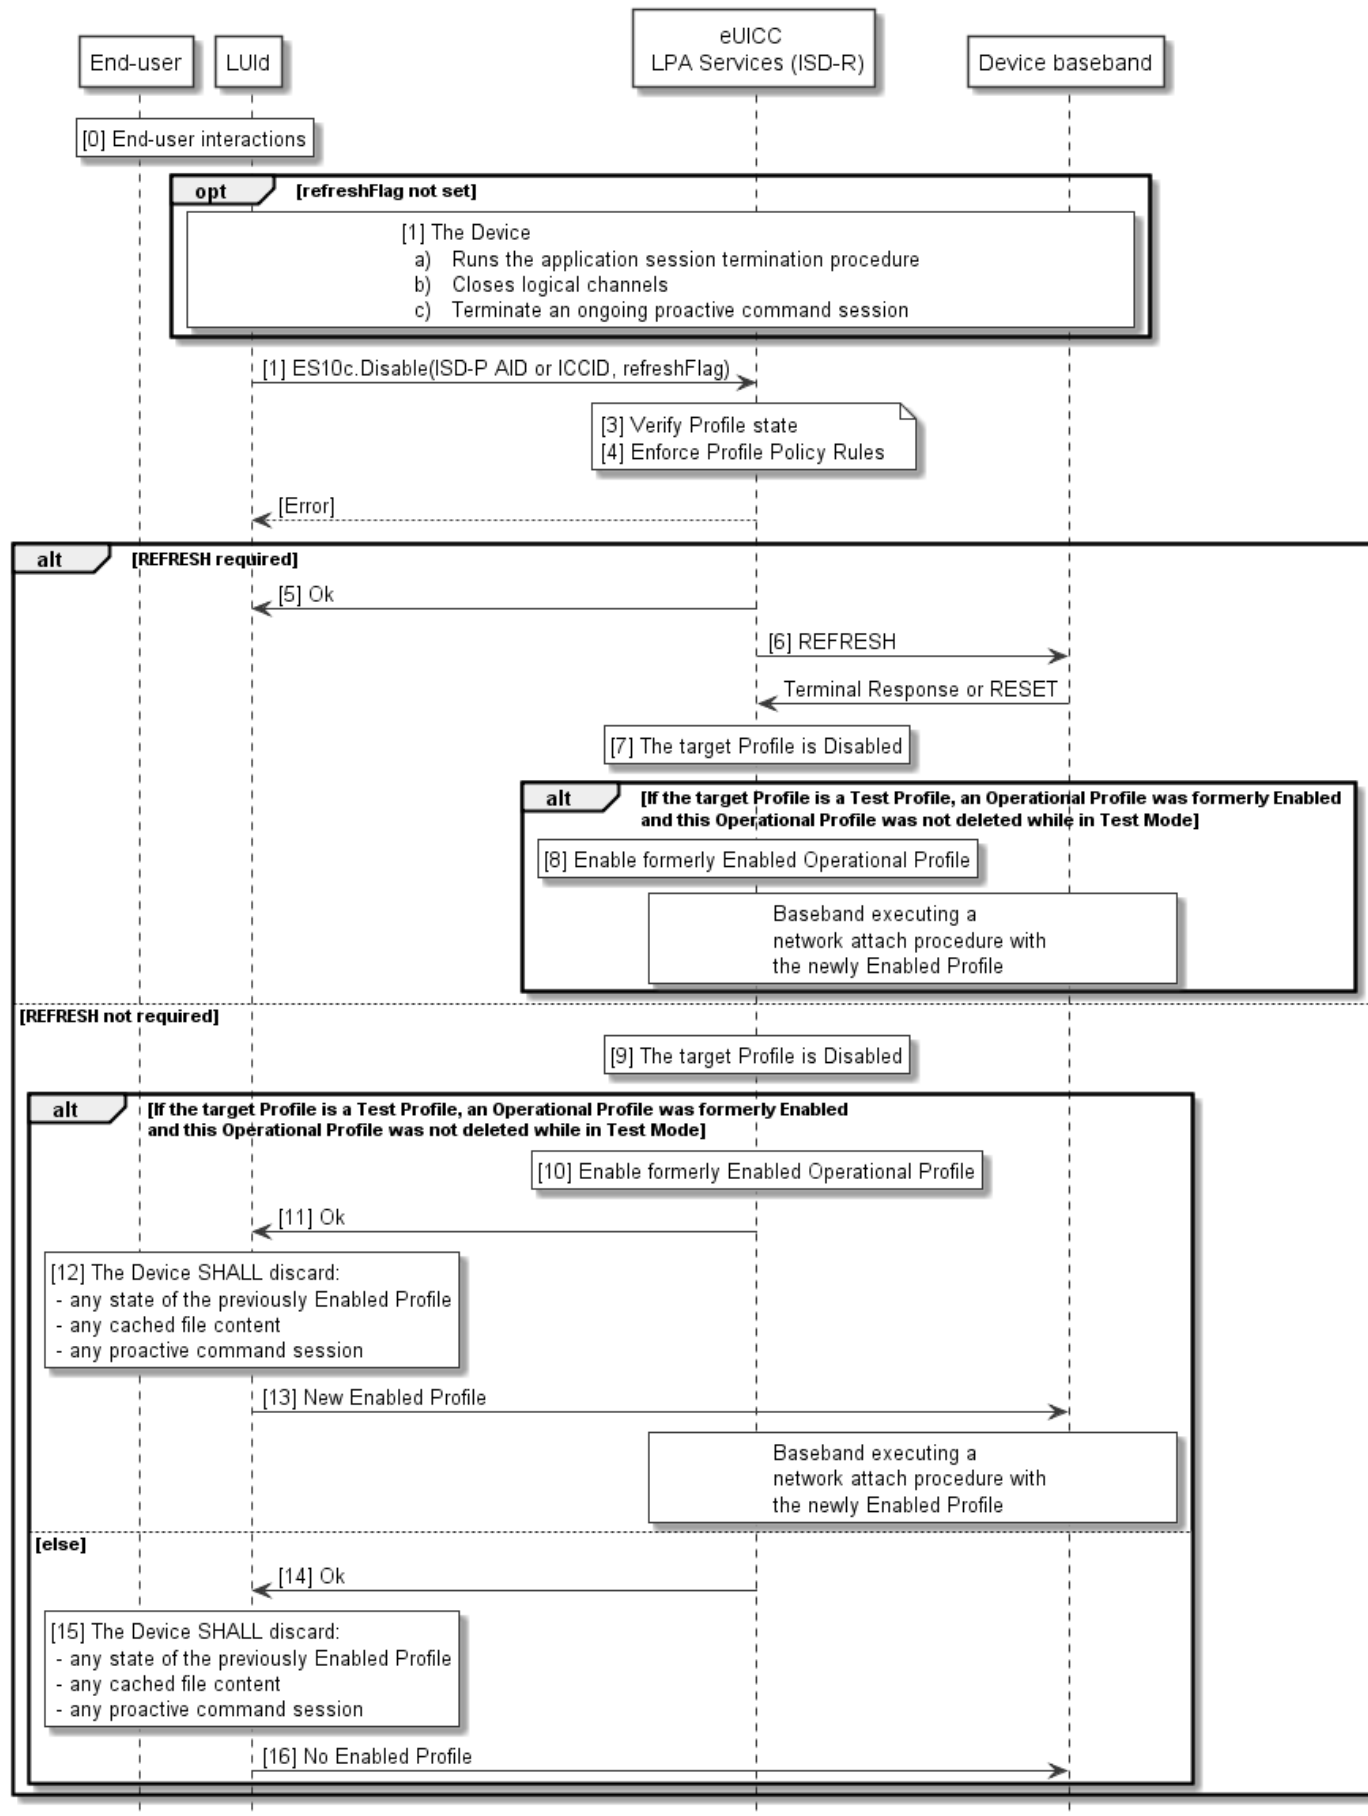 End-user
LUId
eUICC
LPA Services (ISD-R)
Device baseband
[0] End-user interactions
opt
[refreshFlag not set]
[1] The Device
a) Runs the application session termination procedure
b) Closes logical channels
c) Terminate an ongoing proactive command session
[1] ES10c.Disable(ISD-P AID or ICCID, refreshFlag)
[3] Verify Profile state
[4] Enforce Profile Policy Rules
[Error]
alt
[REFRESH required]
[5] Ok
[6] REFRESH
Terminal Response or RESET
[7] The target Profile is Disabled
alt
[If the target Profile is a Test Profile, an Operational Profile was formerly Enabled
and this Operational Profile was not deleted while in Test Mode]
[8] Enable formerly Enabled Operational Profile
Baseband executing a
network attach procedure with
the newly Enabled Profile
[REFRESH not required]
[9] The target Profile is Disabled
alt
[If the target Profile is a Test Profile, an Operational Profile was formerly Enabled
and this Operational Profile was not deleted while in Test Mode]
[10] Enable formerly Enabled Operational Profile
[11] Ok
[12] The Device SHALL discard:
- any state of the previously Enabled Profile
- any cached file content
- any proactive command session
[13] New Enabled Profile
Baseband executing a
network attach procedure with
the newly Enabled Profile
[else]
[14] Ok
[15] The Device SHALL discard:
- any state of the previously Enabled Profile
- any cached file content
- any proactive command session
[16] No Enabled Profile